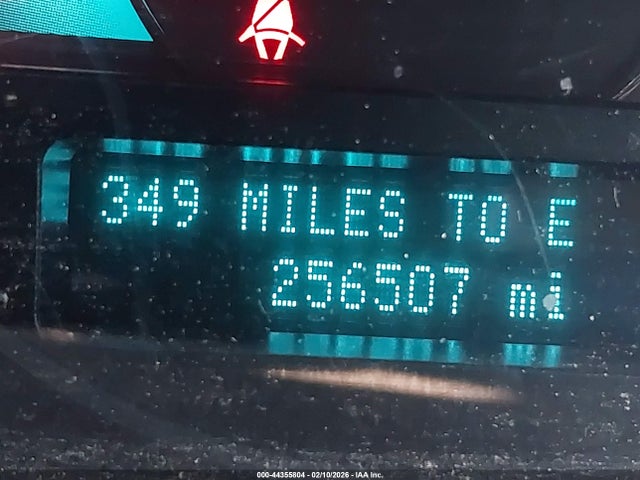 349 MILES TO E
256507 mi
000-44355804 - 02/10/2026 - IAA Inc.